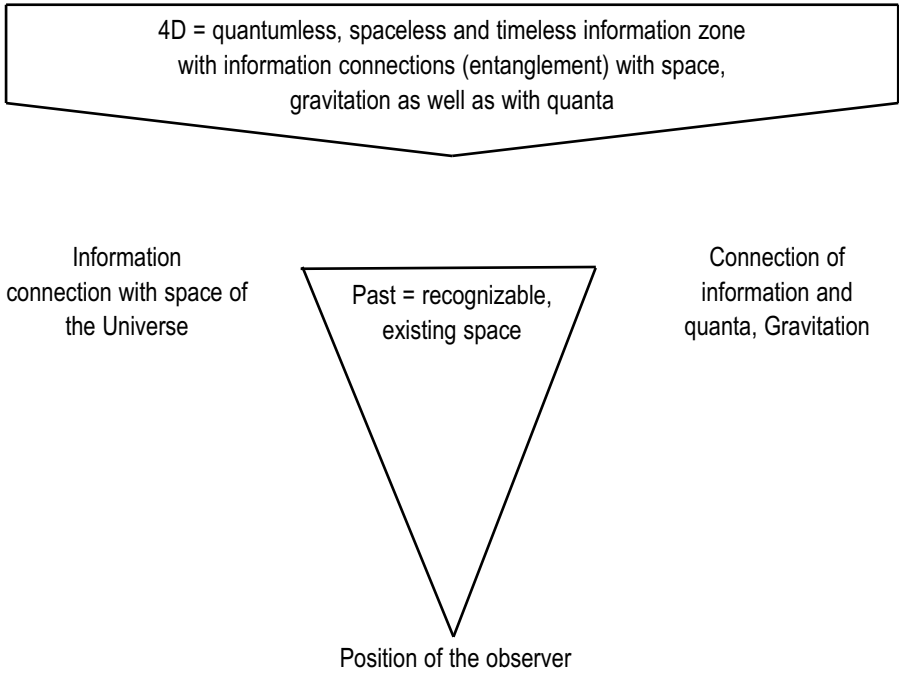 4D = quantumless, spaceless and timeless information zone
with information connections (entanglement) with space,
gravitation as well as with quanta
Information
connection with space of
the Universe
Past = recognizable,
existing space
Connection of
information and
quanta, Gravitation
Position of the observer